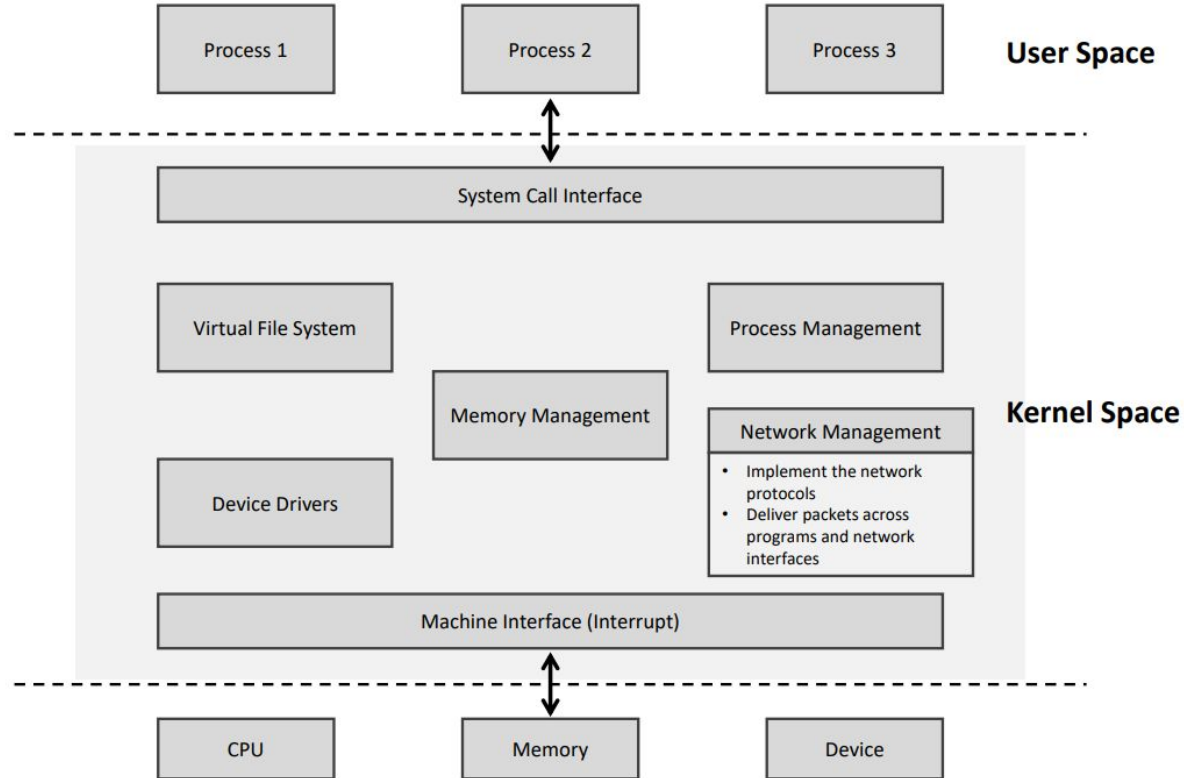 Process 1
Process 2
Process 3
User Space
System Call Interface
Virtual File System
Process Management
Memory Management
Kernel Space
Network Management
• Implement the network
protocols
• Deliver packets across
programs and network
interfaces
Device Drivers
Machine Interface (Interrupt)
CPU
Memory
Device